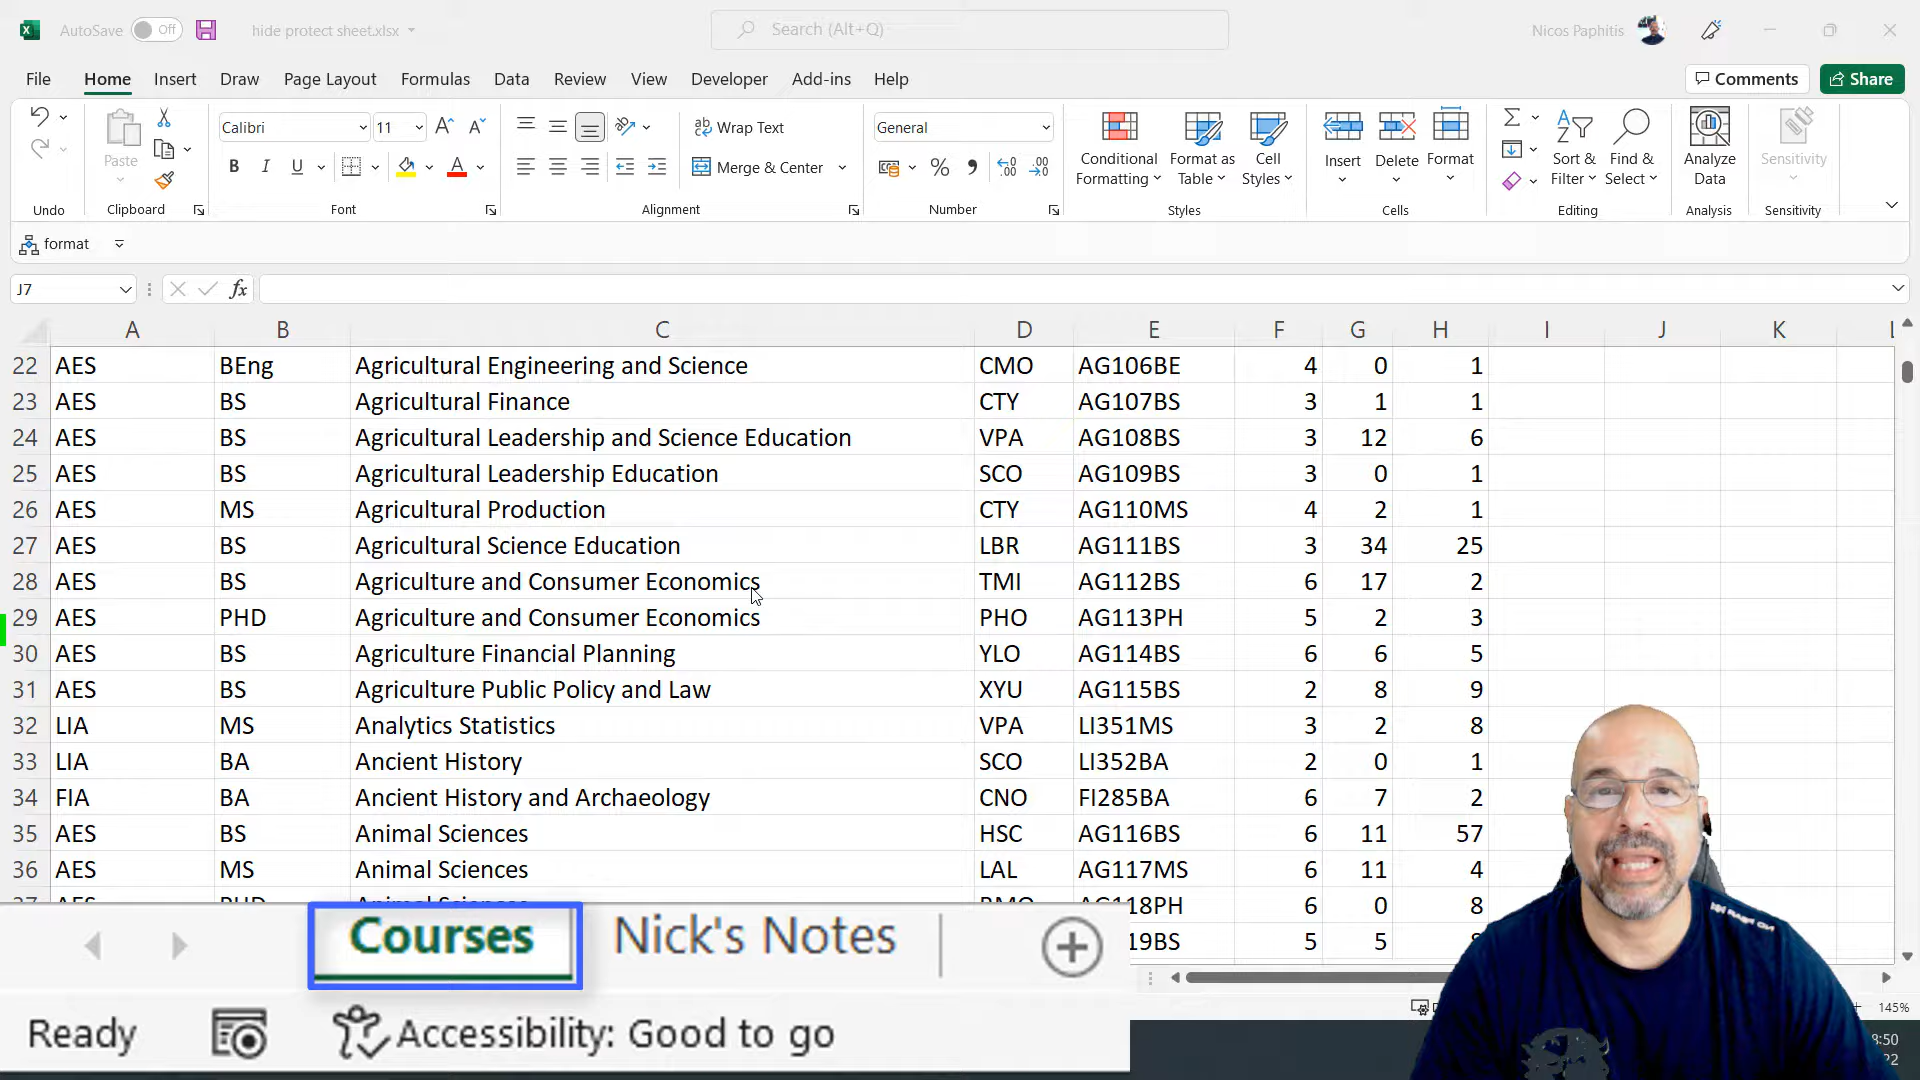 AutoSave Off hide protect sheet.xlsx Search (Alt+Q) Nicos Paphitis
File Home Insert Draw Page Layout Formulas Data Review View Developer Add-ins Help Comments Share
Paste
Calibri 11
B I U
Wrap Text
Merge & Center
General
% ,
Conditional Formatting
Format as Table
Cell Styles
Insert Delete Format
Sort & Filter
Find & Select
Analyze Data
Sensitivity
Undo Clipboard Font Alignment Number Styles Cells Editing Analysis Sensitivity
format
J7 fx
A B C D E F G H I J K
22 AES BEng Agricultural Engineering and Science CMO AG106BE 4 0 1
23 AES BS Agricultural Finance CTY AG107BS 3 1 1
24 AES BS Agricultural Leadership and Science Education VPA AG108BS 3 12 6
25 AES BS Agricultural Leadership Education SCO AG109BS 3 0 1
26 AES MS Agricultural Production CTY AG110MS 4 2 1
27 AES BS Agricultural Science Education LBR AG111BS 3 34 25
28 AES BS Agriculture and Consumer Economics TMI AG112BS 6 17 2
29 AES PHD Agriculture and Consumer Economics PHO AG113PH 5 2 3
30 AES BS Agriculture Financial Planning YLO AG114BS 6 6 5
31 AES BS Agriculture Public Policy and Law XYU AG115BS 2 8 9
32 LIA MS Analytics Statistics VPA LI351MS 3 2 8
33 LIA BA Ancient History SCO LI352BA 2 0 1
34 FIA BA Ancient History and Archaeology CNO FI285BA 6 7 2
35 AES BS Animal Sciences HSC AG116BS 6 11 57
36 AES MS Animal Sciences LAL AG117MS 6 11 4
18PH 6 0 8
19BS 5 5
Courses Nick's Notes
Ready Accessibility: Good to go
145%
8:50
22